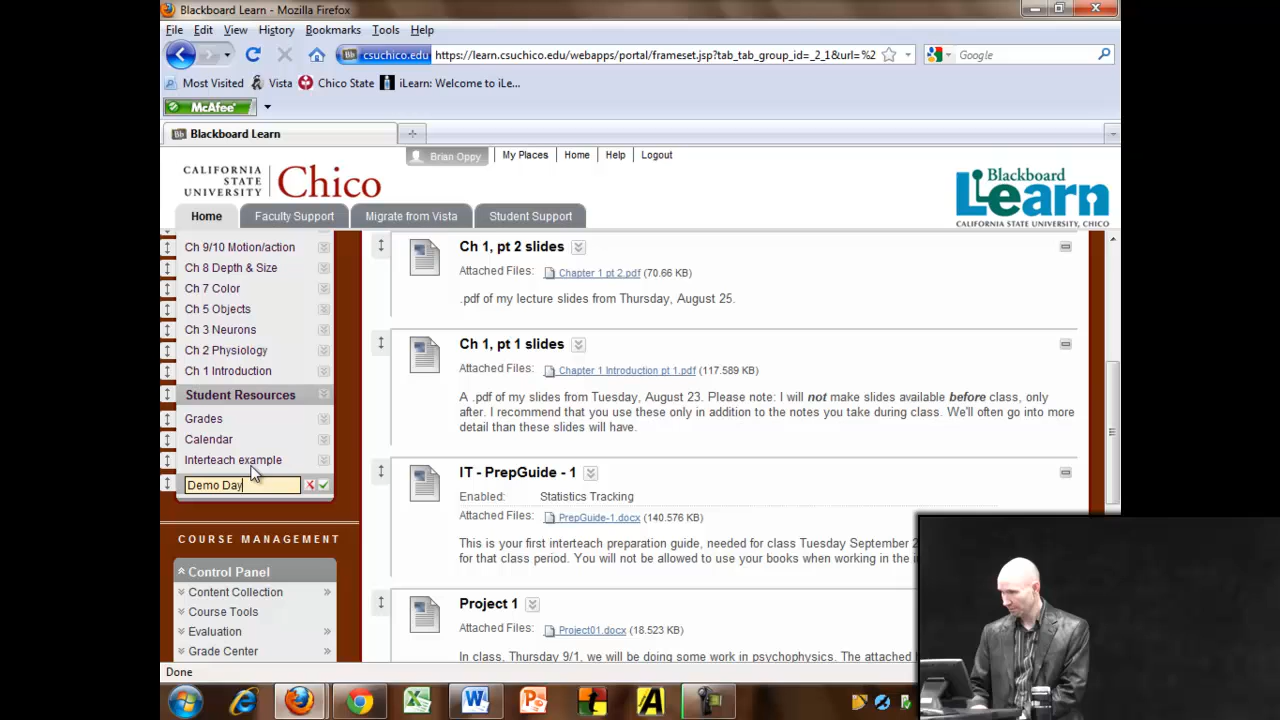 Blackboard Learn - Mozilla Firefox
File Edit View History Bookmarks Tools Help
csuchico.edu https://learn.csuchico.edu/webapps/portal/frameset.jsp?tab_tab_group_id=_2_1&url=%2 Google
Most Visited Vista Chico State iLearn: Welcome to iLe...
McAfee
Bb Blackboard Learn
Brian Oppy My Places Home Help Logout
CALIFORNIA
STATE
UNIVERSITY
Chico
Blackboard
Learn
CALIFORNIA STATE UNIVERSITY, CHICO
Home Faculty Support Migrate from Vista Student Support
Ch 9/10 Motion/action
Ch 8 Depth & Size
Ch 7 Color
Ch 5 Objects
Ch 3 Neurons
Ch 2 Physiology
Ch 1 Introduction
Student Resources
Grades
Calendar
Interteach example
Demo Day
COURSE MANAGEMENT
Control Panel
Content Collection
Course Tools
Evaluation
Grade Center
Ch 1, pt 2 slides
Attached Files: Chapter 1 pt 2.pdf (70.66 KB)
.pdf of my lecture slides from Thursday, August 25.
Ch 1, pt 1 slides
Attached Files: Chapter 1 Introduction pt 1.pdf (117.589 KB)
A .pdf of my slides from Tuesday, August 23. Please note: I will not make slides available before class, only
after. I recommend that you use these only in addition to the notes you take during class. We'll often go into more
detail than these slides will have.
IT - PrepGuide - 1
Enabled: Statistics Tracking
Attached Files: PrepGuide-1.docx (140.576 KB)
This is your first interteach preparation guide, needed for class Tuesday September 2
for that class period. You will not be allowed to use your books when working in the i
Project 1
Attached Files: Project01.docx (18.523 KB)
In class, Thursday 9/1, we will be doing some work in psychophysics. The attached
Done